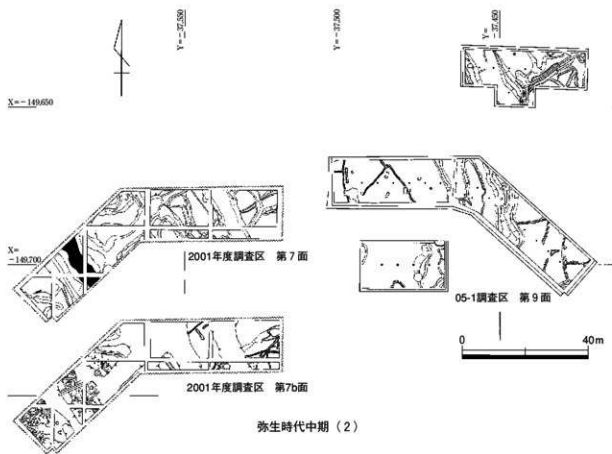 Y=-37,550
Y=-37,500
Y=-37,450
X=-149,650
X=-149,700
2001年度調査区 第7面
05-1調査区 第9面
0 40m
2001年度調査区 第7b面
弥生時代中期（2）